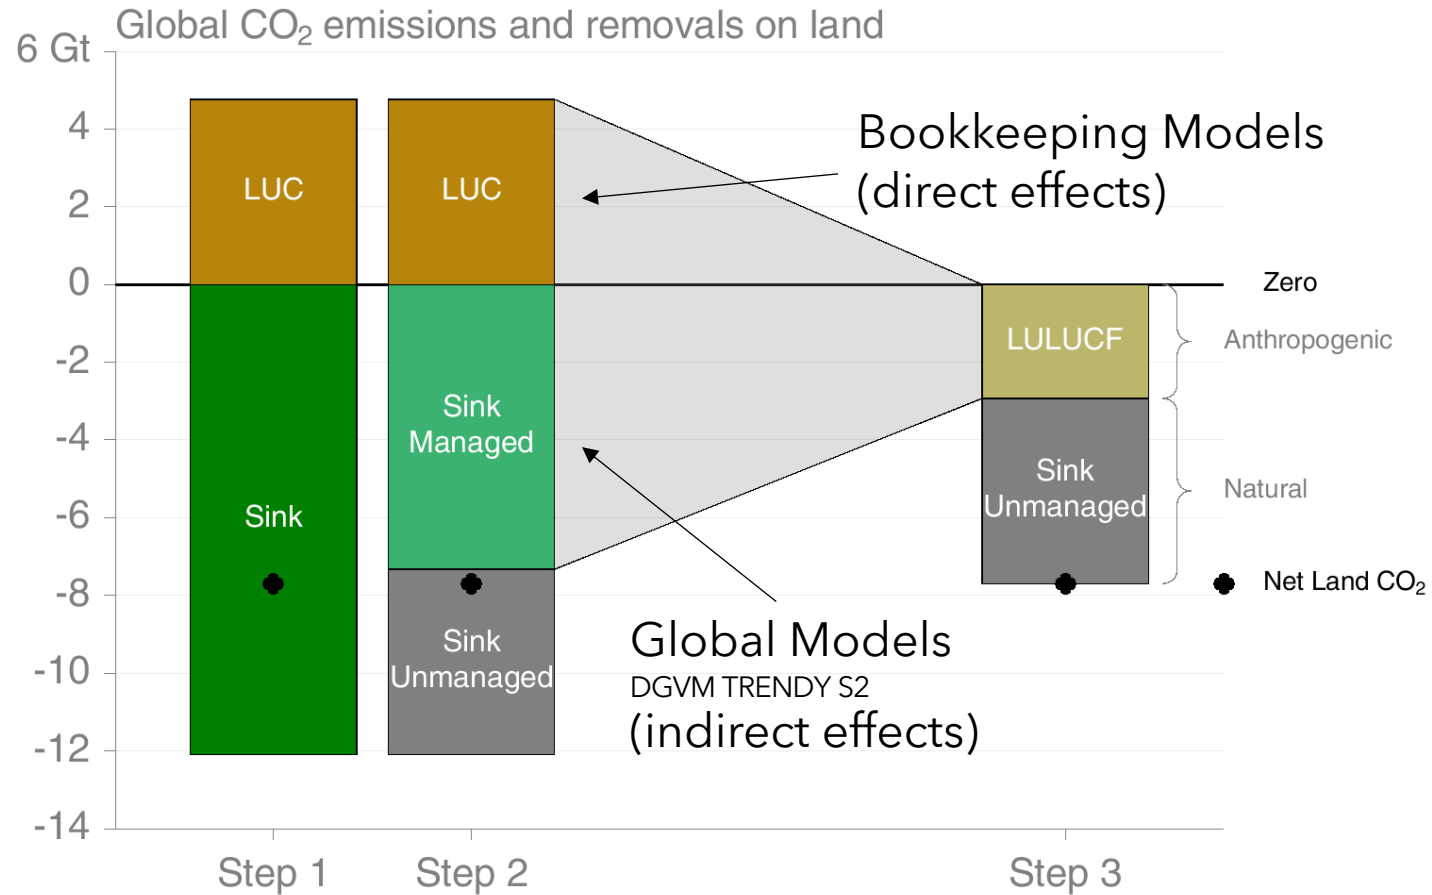 Global CO₂ emissions and removals on land
6 Gt
4
2
0
-2
-4
-6
-8
-10
-12
-14
LUC
Sink
LUC
Sink
Managed
Sink
Unmanaged
Bookkeeping Models
(direct effects)
Global Models
DGVM TRENDY S2
(indirect effects)
LULUCF
Sink
Unmanaged
Zero
Anthropogenic
Natural
Net Land CO₂
Step 1
Step 2
Step 3